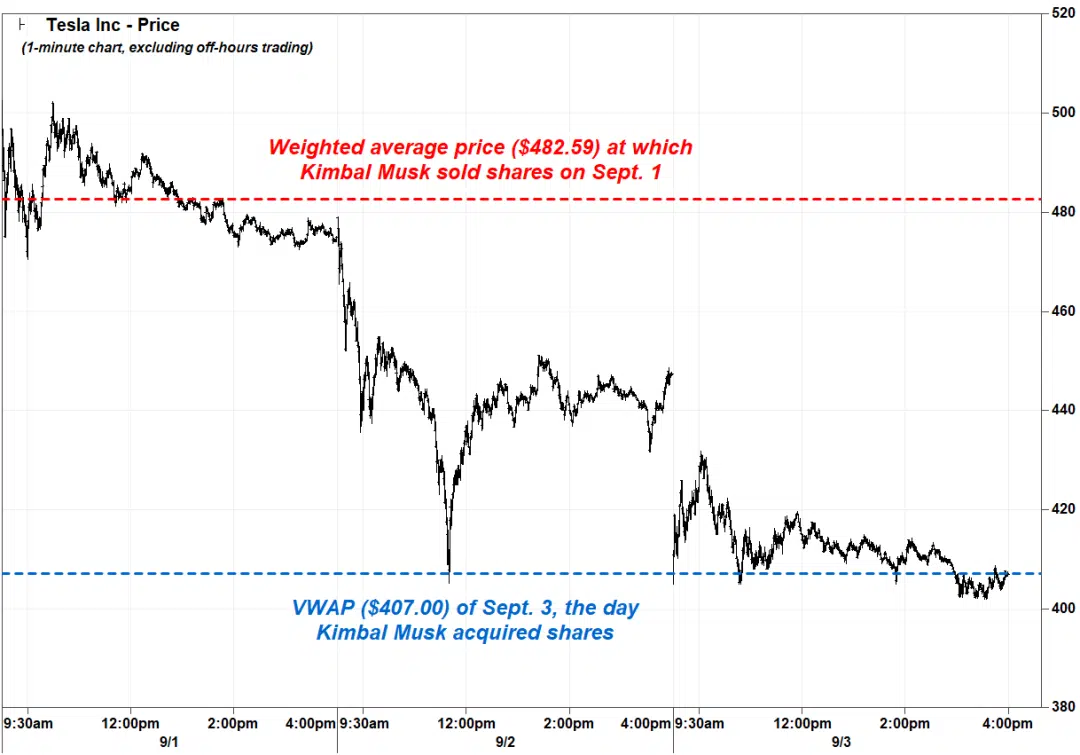 Tesla Inc - Price
(1-minute chart, excluding off-hours trading)
520
500
480
460
440
420
400
380
Weighted average price ($482.59) at which
Kimbal Musk sold shares on Sept. 1
VWAP ($407.00) of Sept. 3, the day
Kimbal Musk acquired shares
9:30am 12:00pm 2:00pm 4:00pm 9:30am 12:00pm 2:00pm 4:00pm 9:30am 12:00pm 2:00pm 4:00pm
9/1 9/2 9/3